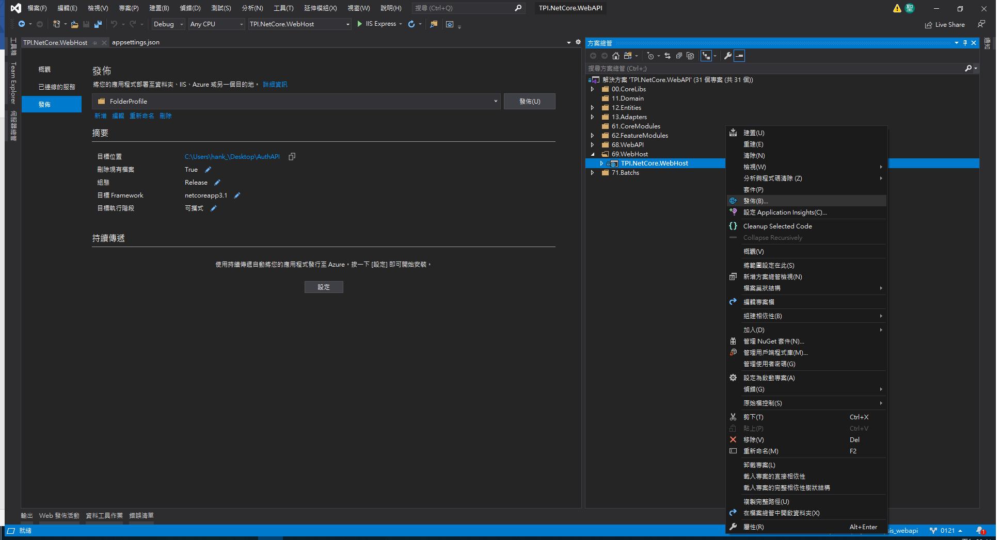 檔案(F) 編輯(E) 檢視(V) 專案(P) 建置(B) 偵錯(D) 測試(S) 分析(N) 工具(T) 延伸模組(X) 視窗(W) 說明(H) 搜尋 (Ctrl+Q) TPI.NetCore.WebAPI 聖
Debug Any CPU TPI.NetCore.WebHost IIS Express Live Share
工具箱
Team Explorer
伺服器總管
TPI.NetCore.WebHost appsettings.json
概觀
已連線的服務
發佈
發佈
將您的應用程式部署至資料夾、IIS、Azure 或另一個目的地。 詳細資訊
FolderProfile 發佈(U)
新增 編輯 重新命名 刪除
摘要
目標位置 C:\Users\hank_\Desktop\AuthAPI
刪除現有檔案 True
組態 Release
目標 Framework netcoreapp3.1
目標執行階段 可攜式
持續傳遞
使用持續傳遞自動將您的應用程式發行至 Azure。按一下 [設定] 即可開始安裝。
設定
方案總管
通知
搜尋方案總管 (Ctrl+;)
解決方案 'TPI.NetCore.WebAPI' (31 個專案 (共 31 個))
00.CoreLibs
11.Domain
12.Entities
13.Adapters
61.CoreModules
62.FeatureModules
68.WebAPI
69.WebHost
TPI.NetCore.WebHost
71.Batchs
建置(U)
重建(E)
清除(N)
檢視(W)
分析與程式碼清除 (Z)
套件(P)
發佈(B)...
設定 Application Insights(C)...
Cleanup Selected Code
Collapse Recursively
概觀(V)
將範圍設定在此(S)
新增方案總管檢視(N)
檔案巢狀結構
編輯專案檔
組建相依性(B)
加入(D)
管理 NuGet 套件(N)...
管理用戶端程式庫(M)...
管理使用者密碼(G)
設定為啟動專案(A)
偵錯(G)
原始檔控制(S)
剪下(T) Ctrl+X
貼上(P) Ctrl+V
移除(V) Del
重新命名(M) F2
卸載專案(L)
載入專案的直接相依性
載入專案的完整相依性樹狀結構
複製完整路徑(U)
在檔案總管中開啟資料夾(X)
屬性(R) Alt+Enter
輸出 Web 發佈活動 資料工具作業 錯誤清單
就緒 sis_webapi 0121 1